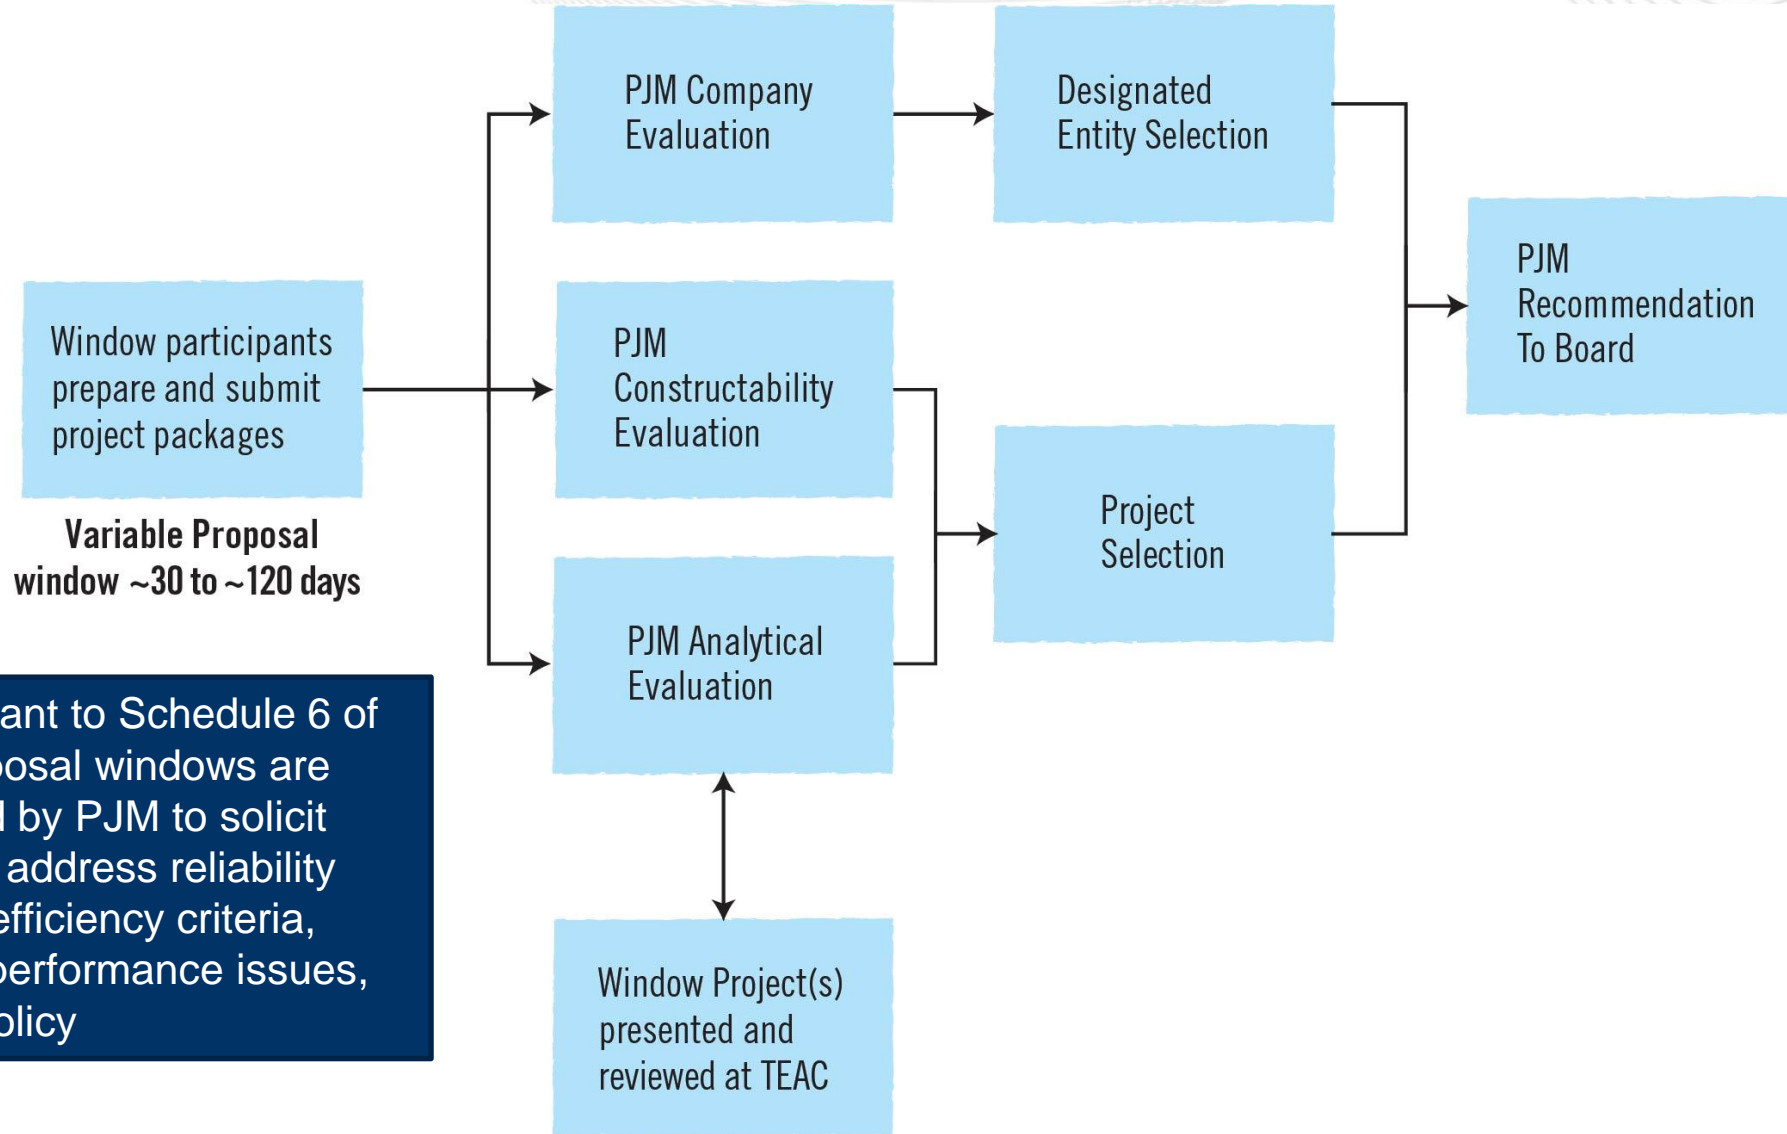 PJM Company
Evaluation
Designated
Entity Selection
PJM
Recommendation
To Board
Window participants
prepare and submit
project packages
PJM
Constructability
Evaluation
Variable Proposal
window ~30 to ~120 days
Project
Selection
PJM Analytical
Evaluation
ant to Schedule 6 of
posal windows are
d by PJM to solicit
address reliability
efficiency criteria,
performance issues,
olicy
Window Project(s)
presented and
reviewed at TEAC